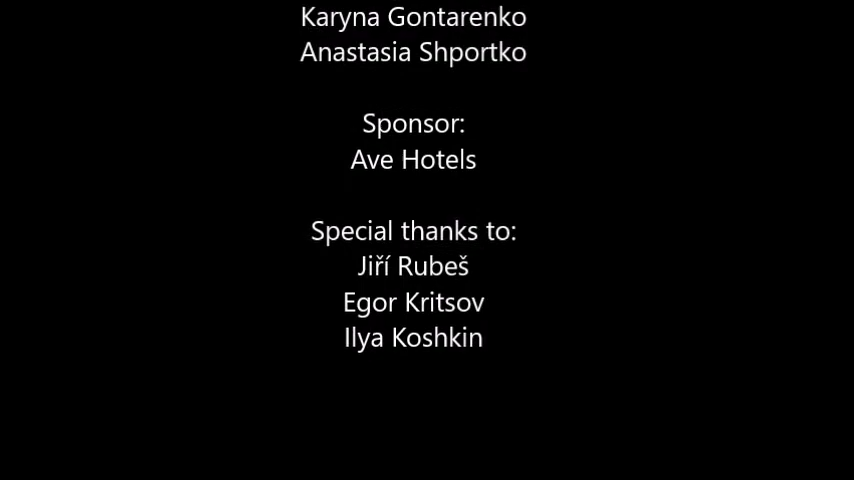 Karyna Gontarenko
Anastasia Shportko
Sponsor:
Ave Hotels
Special thanks to:
Jiří Rubeš
Egor Kritsov
Ilya Koshkin